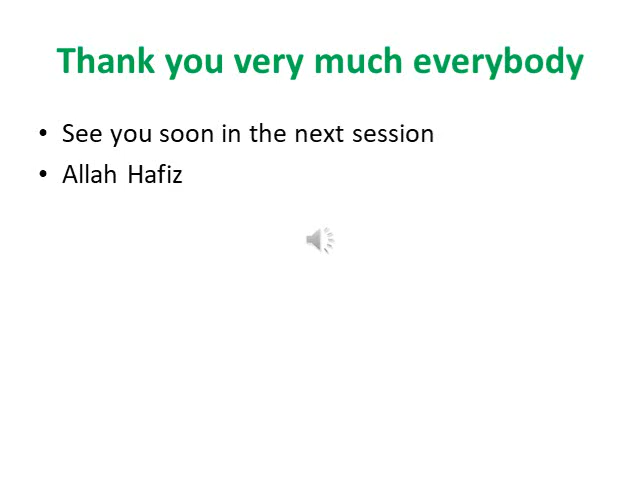 Thank you very much everybody
• See you soon in the next session
• Allah Hafiz